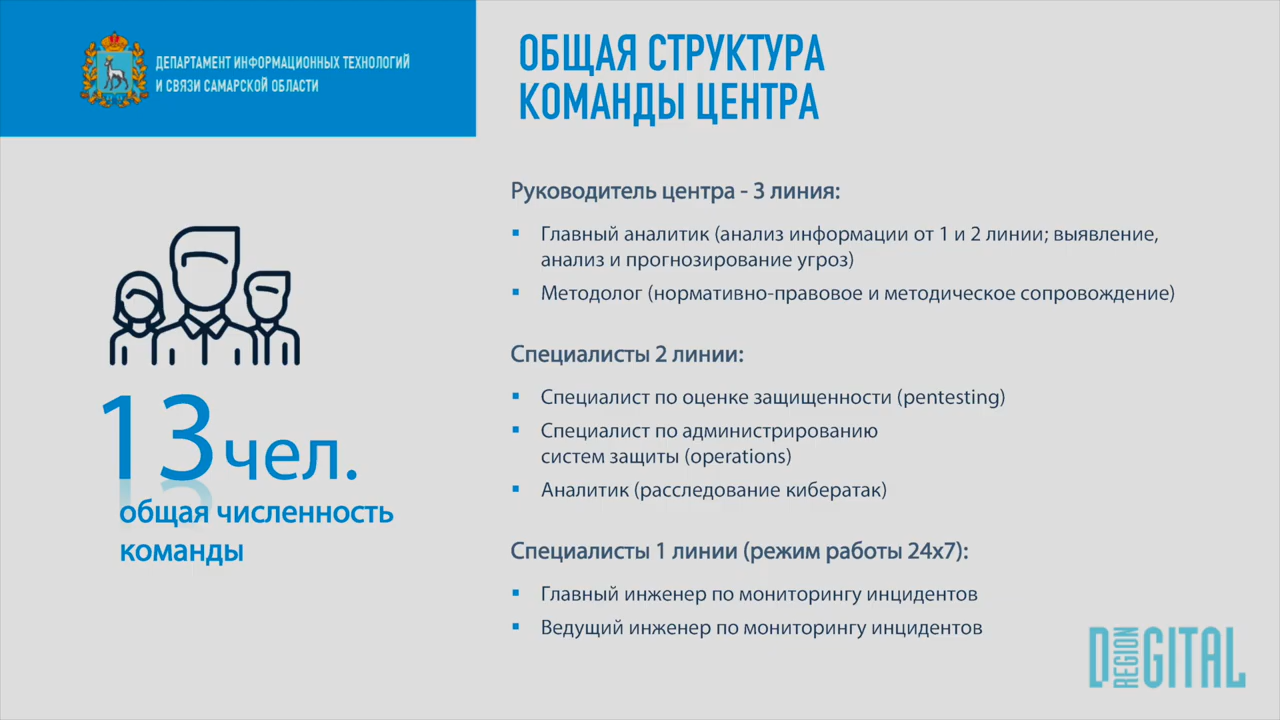 ДЕПАРТАМЕНТ ИНФОРМАЦИОННЫХ ТЕХНОЛОГИЙ
И СВЯЗИ САМАРСКОЙ ОБЛАСТИ
ОБЩАЯ СТРУКТУРА
КОМАНДЫ ЦЕНТРА
13 чел.
общая численность
команды
Руководитель центра - 3 линия:
▪ Главный аналитик (анализ информации от 1 и 2 линии; выявление,
анализ и прогнозирование угроз)
▪ Методолог (нормативно-правовое и методическое сопровождение)
Специалисты 2 линии:
▪ Специалист по оценке защищенности (pentesting)
▪ Специалист по администрированию
систем защиты (operations)
▪ Аналитик (расследование кибератак)
Специалисты 1 линии (режим работы 24x7):
▪ Главный инженер по мониторингу инцидентов
▪ Ведущий инженер по мониторингу инцидентов
DIGITAL
REGION